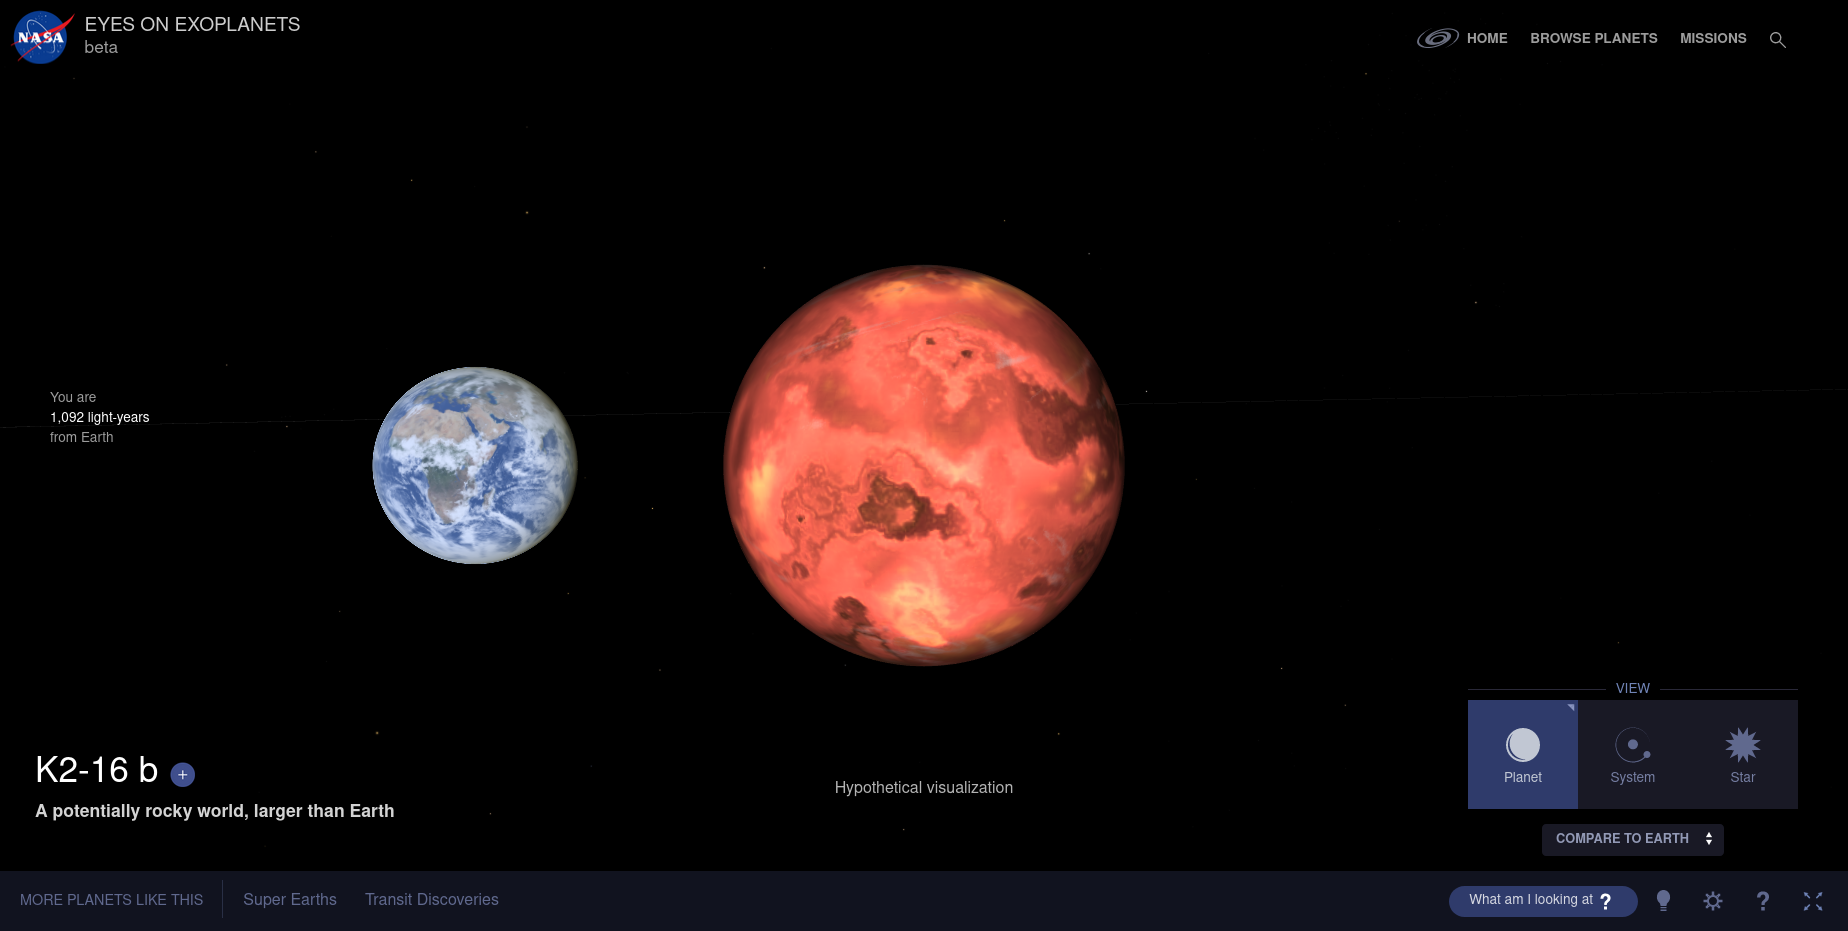 NASA
EYES ON EXOPLANETS
beta
HOME
BROWSE PLANETS
MISSIONS
You are
1,092 light-years
from Earth
K2-16 b +
A potentially rocky world, larger than Earth
Hypothetical visualization
VIEW
Planet
System
Star
COMPARE TO EARTH
MORE PLANETS LIKE THIS
Super Earths
Transit Discoveries
What am I looking at ?
?